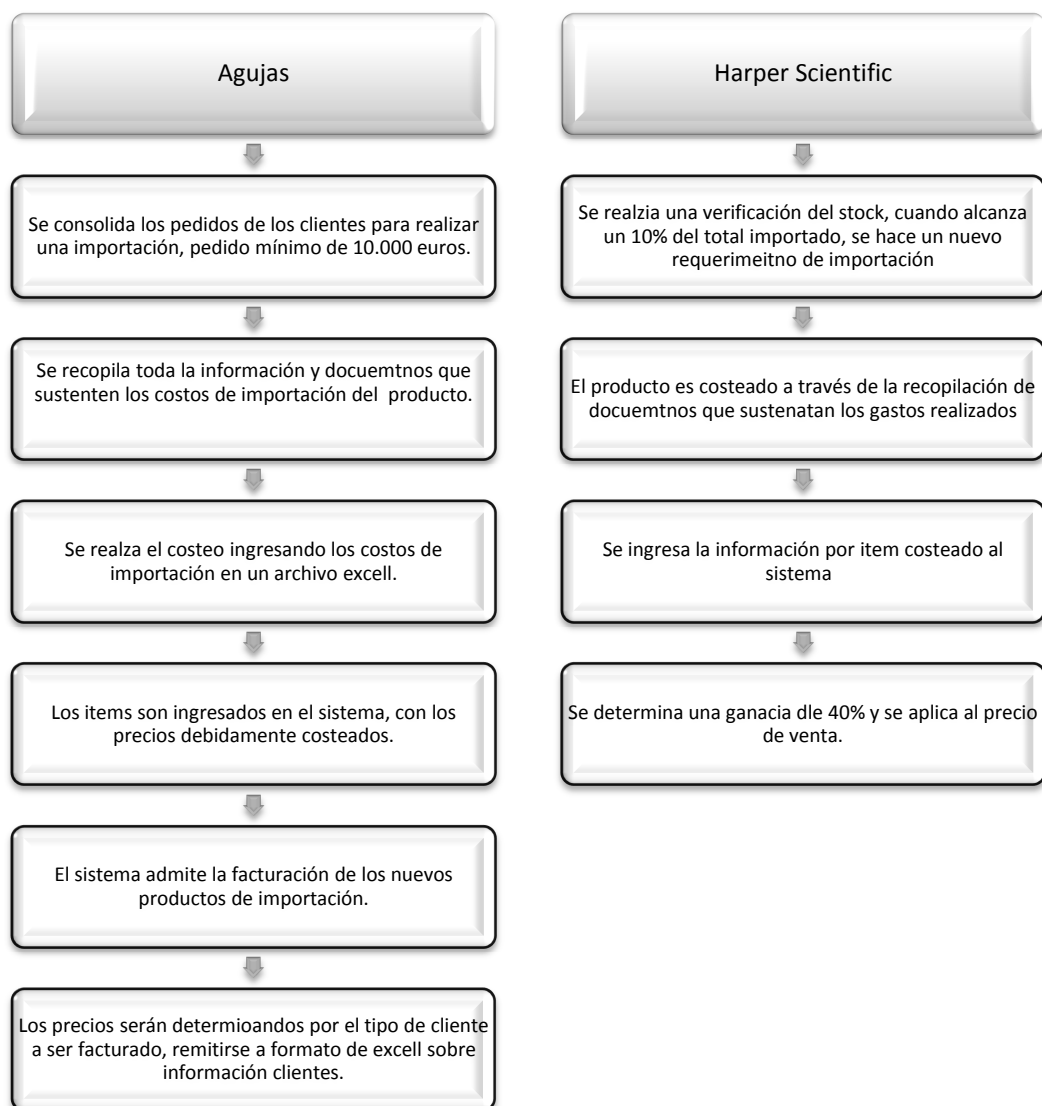 Agujas
Se consolida los pedidos de los clientes para realizar
una importación, pedido mínimo de 10.000 euros.
Se recopila toda la información y docuemtnos que
sustenten los costos de importación del producto.
Se realza el costeo ingresando los costos de
importación en un archivo excell.
Los items son ingresados en el sistema, con los
precios debidamente costeados.
El sistema admite la facturación de los nuevos
productos de importación.
Los precios serán determioandos por el tipo de cliente
a ser facturado, remitirse a formato de excell sobre
información clientes.
Harper Scientific
Se realzia una verificación del stock, cuando alcanza
un 10% del total importado, se hace un nuevo
requerimeitno de importación
El producto es costeado a través de la recopilación de
docuemtnos que sustenatan los gastos realizados
Se ingresa la información por item costeado al
sistema
Se determina una ganacia dle 40% y se aplica al precio
de venta.